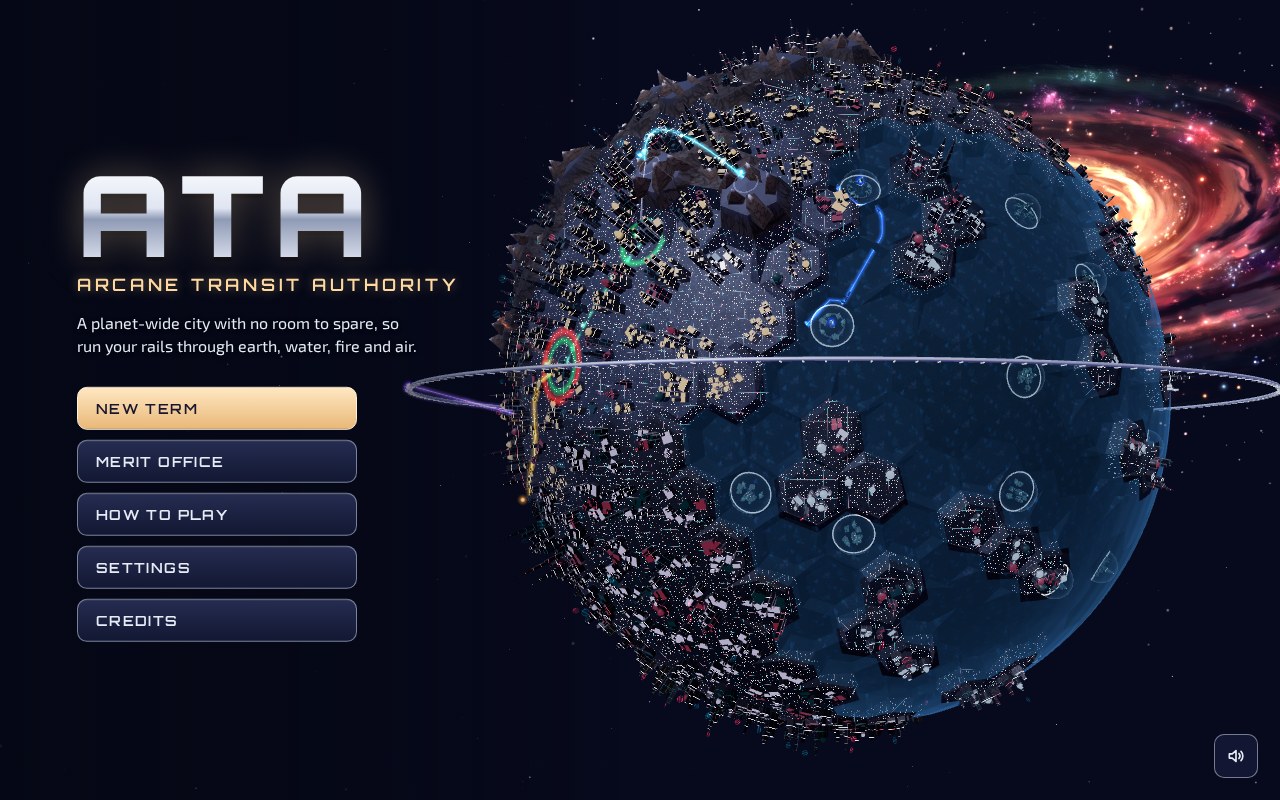 ATA
ARCANE TRANSIT AUTHORITY
A planet-wide city with no room to spare, so
run your rails through earth, water, fire and air.
NEW TERM
MERIT OFFICE
HOW TO PLAY
SETTINGS
CREDITS